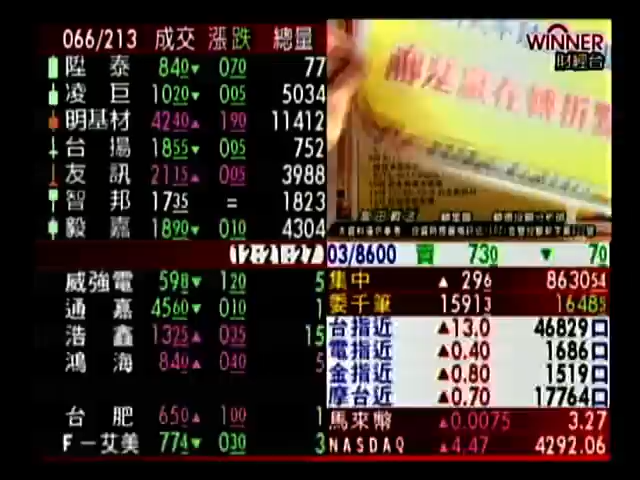 066/213 成交 漲跌 總量
陞泰 840▼ 070 77
凌巨 1020▼ 005 5034
明基材 4240▲ 190 11412
台揚 1855▼ 005 752
友訊 2115▲ 005 3988
智邦 1735 = 1823
毅嘉 1890▼ 010 4304
威強電 598▼ 120 5
通嘉 4560▼ 010 1
浩鑫 1325▲ 035 15
鴻海 840▲ 040 5
台肥 650▲ 100 1
F－艾美 774▼ 030 3
WINNER
財經台
贏在轉折
03/8600 賣 730 ▼ 70
集中 ▲ 296 863054
委千筆 15913 16485
台指近 ▲13.0 46829口
電指近 ▲0.40 1686口
金指近 ▲0.80 1519口
摩台近 ▲0.70 17764口
馬來幣 ▲0.0075 3.27
NASDAQ ▲4.47 4292.06